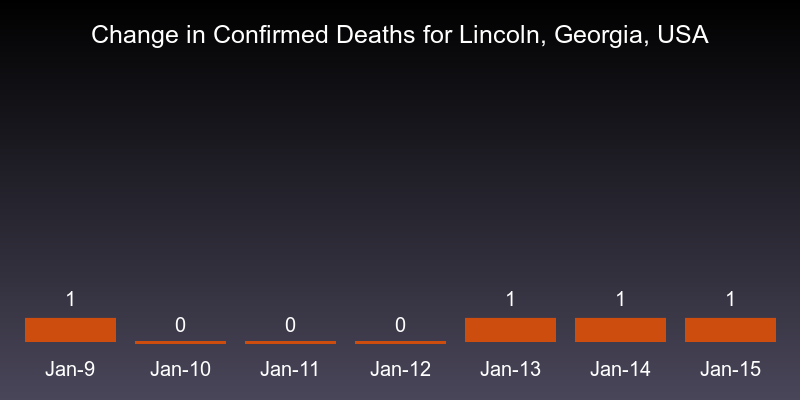 Change in Confirmed Deaths for Lincoln, Georgia, USA
1 0 0 0 1 1 1
Jan-9 Jan-10 Jan-11 Jan-12 Jan-13 Jan-14 Jan-15